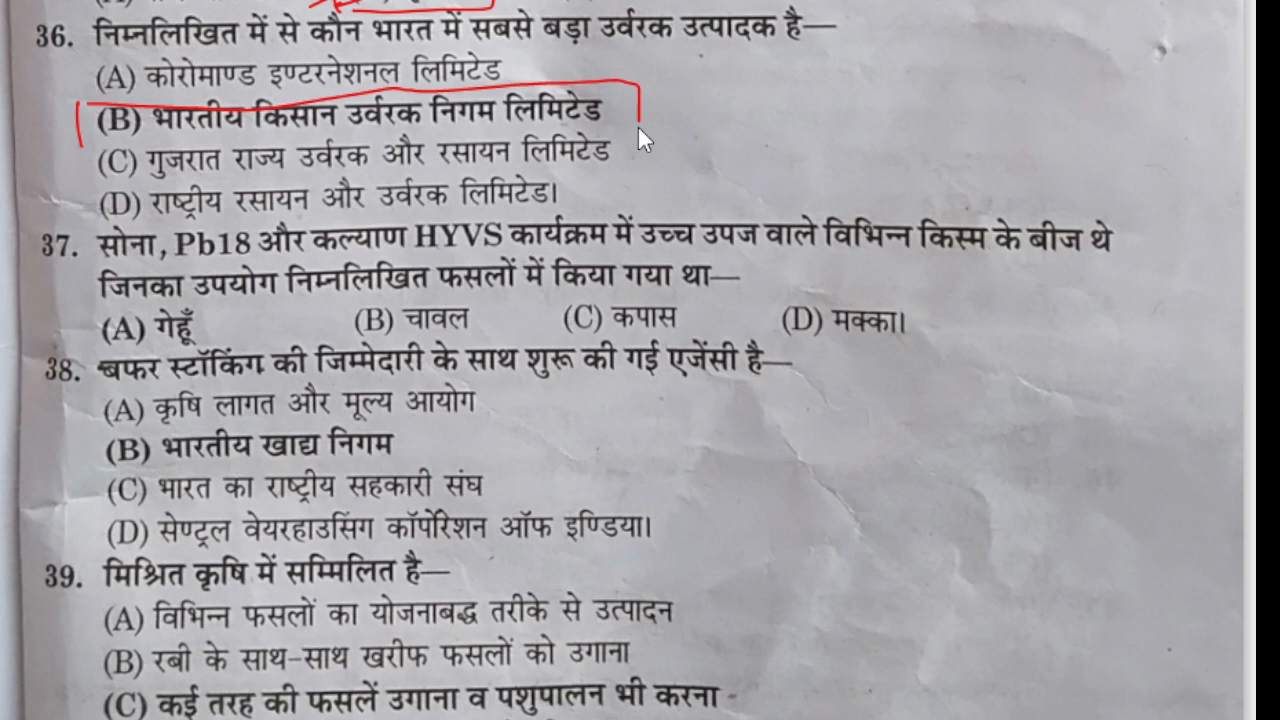 36. निम्नलिखित में से कौन भारत में सबसे बड़ा उर्वरक उत्पादक है—
(A) कोरोमाण्ड इण्टरनेशनल लिमिटेड
(B) भारतीय किसान उर्वरक निगम लिमिटेड
(C) गुजरात राज्य उर्वरक और रसायन लिमिटेड
(D) राष्ट्रीय रसायन और उर्वरक लिमिटेड।
37. सोना, Pb18 और कल्याण HYVS कार्यक्रम में उच्च उपज वाले विभिन्न किस्म के बीज थे
जिनका उपयोग निम्नलिखित फसलों में किया गया था—
(A) गेहूँ (B) चावल (C) कपास (D) मक्का।
38. बफर स्टॉकिंग की जिम्मेदारी के साथ शुरू की गई एजेंसी है—
(A) कृषि लागत और मूल्य आयोग
(B) भारतीय खाद्य निगम
(C) भारत का राष्ट्रीय सहकारी संघ
(D) सेण्ट्रल वेयरहाउसिंग कॉर्पोरेशन ऑफ इण्डिया।
39. मिश्रित कृषि में सम्मिलित है—
(A) विभिन्न फसलों का योजनाबद्ध तरीके से उत्पादन
(B) रबी के साथ-साथ खरीफ फसलों को उगाना
(C) कई तरह की फसलें उगाना व पशुपालन भी करना